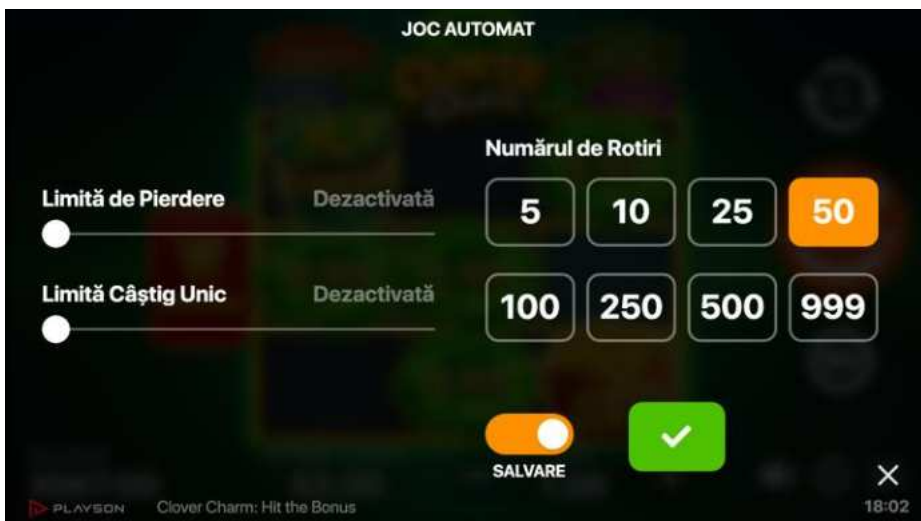 JOC AUTOMAT
Limită de Pierdere
Dezactivată
Limită Câștig Unic
Dezactivată
Numărul de Rotiri
5 10 25 50
100 250 500 999
SALVARE
PLAYSON Clover Charm: Hit the Bonus
18:02